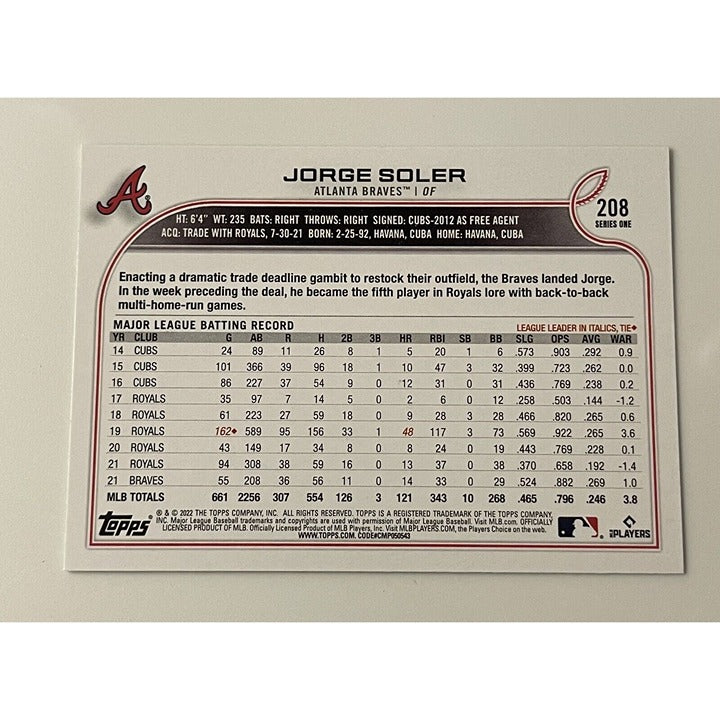 JORGE SOLER
ATLANTA BRAVES™ | OF
208
SERIES ONE
HT: 6'4" WT: 235 BATS: RIGHT THROWS: RIGHT SIGNED: CUBS-2012 AS FREE AGENT
ACQ: TRADE WITH ROYALS, 7-30-21 BORN: 2-25-92, HAVANA, CUBA HOME: HAVANA, CUBA
Enacting a dramatic trade deadline gambit to restock their outfield, the Braves landed Jorge.
In the week preceding the deal, he became the fifth player in Royals lore with back-to-back
multi-home-run games.
MAJOR LEAGUE BATTING RECORD LEAGUE LEADER IN ITALICS, TIE◆
YR CLUB G AB R H 2B 3B HR RBI SB BB SLG OPS AVG WAR
14 CUBS 24 89 11 26 8 1 5 20 1 6 .573 .903 .292 0.9
15 CUBS 101 366 39 96 18 1 10 47 3 32 .399 .723 .262 0.0
16 CUBS 86 227 37 54 9 0 12 31 0 31 .436 .769 .238 0.2
17 ROYALS 35 97 7 14 5 0 2 6 0 12 .258 .503 .144 -1.2
18 ROYALS 61 223 27 59 18 0 9 28 3 28 .466 .820 .265 0.6
19 ROYALS 162◆ 589 95 156 33 1 48 117 3 73 .569 .922 .265 3.6
20 ROYALS 43 149 17 34 8 0 8 24 0 19 .443 .769 .228 0.1
21 ROYALS 94 308 38 59 16 0 13 37 0 38 .370 .658 .192 -1.4
21 BRAVES 55 208 36 56 11 0 14 33 0 29 .524 .882 .269 1.0
MLB TOTALS 661 2256 307 554 126 3 121 343 10 268 .465 .796 .246 3.8
Topps
® & © 2022 THE TOPPS COMPANY, INC. ALL RIGHTS RESERVED. TOPPS IS A REGISTERED TRADEMARK OF THE TOPPS COMPANY,
INC. Major League Baseball trademarks and copyrights are used with permission of Major League Baseball. Visit MLB.com. OFFICIALLY
LICENSED PRODUCT OF MLB. Officially Licensed Product of MLB Players, Inc. Visit MLBPLAYERS.COM, the Players Choice on the web.
WWW.TOPPS.COM. CODE#CMP050543
PLAYERS